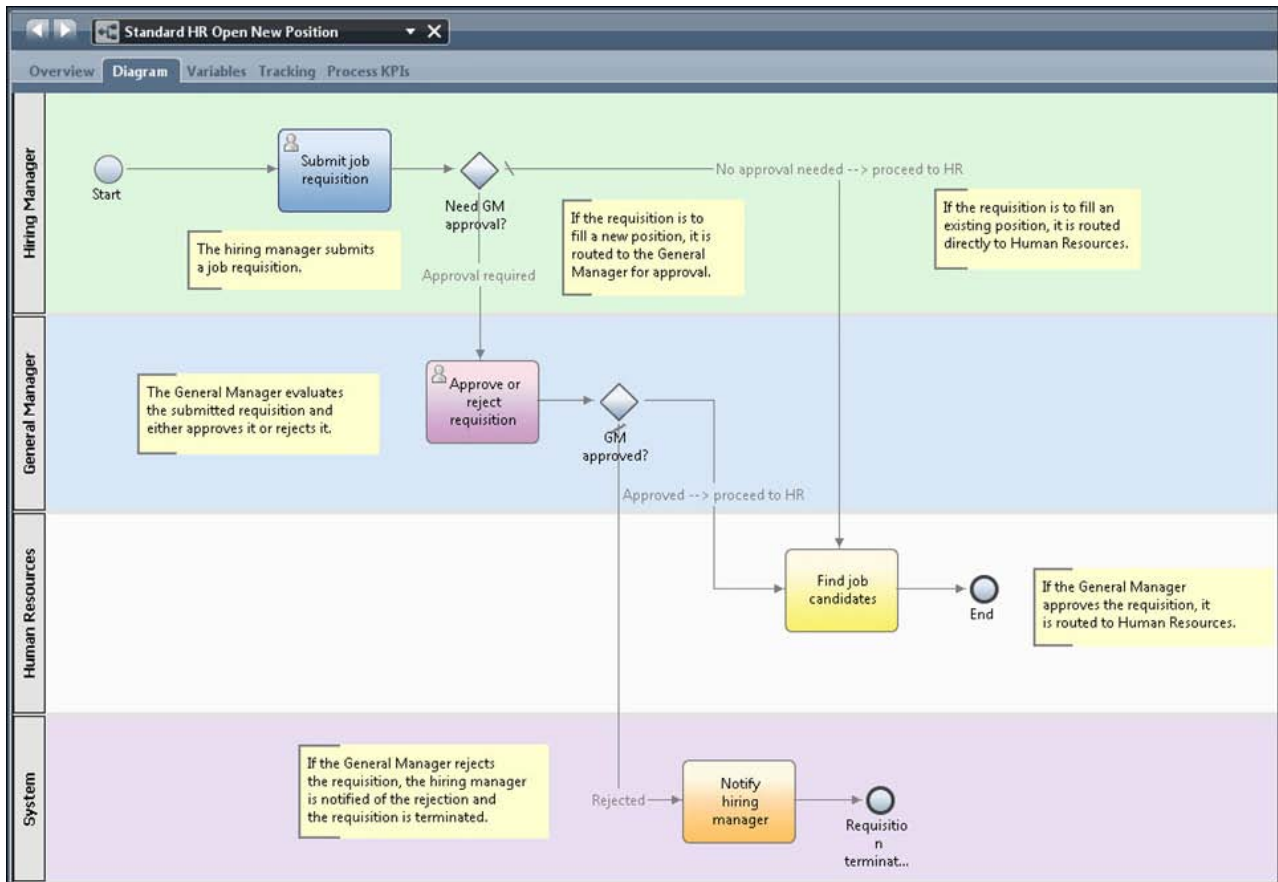 Standard HR Open New Position
Overview Diagram Variables Tracking Process KPIs
Hiring Manager
Start
Submit job
requisition
Need GM
approval?
No approval needed --> proceed to HR
The hiring manager submits
a job requisition.
Approval required
If the requisition is to
fill a new position, it is
routed to the General
Manager for approval.
If the requisition is to fill an
existing position, it is routed
directly to Human Resources.
General Manager
The General Manager evaluates
the submitted requisition and
either approves it or rejects it.
Approve or
reject
requisition
GM
approved?
Approved --> proceed to HR
Human Resources
Find job
candidates
End
If the General Manager
approves the requisition, it
is routed to Human Resources.
System
If the General Manager rejects
the requisition, the hiring manager
is notified of the rejection and
the requisition is terminated.
Rejected
Notify
hiring
manager
Requisitio
n
terminat...